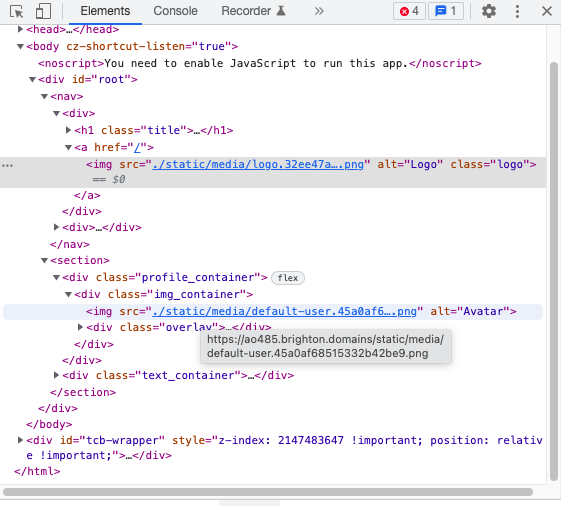 Elements Console Recorder » 4 1
<head>…</head>
<body cz-shortcut-listen="true">
<noscript>You need to enable JavaScript to run this app.</noscript>
<div id="root">
<nav>
<div>
<h1 class="title">…</h1>
<a href="/">
… <img src="./static/media/logo.32ee47a….png" alt="Logo" class="logo">
== $0
</a>
</div>
<div>…</div>
</nav>
<section>
<div class="profile_container"> flex
<div class="img_container">
<img src="./static/media/default-user.45a0af6….png" alt="Avatar">
<div class="overlay">…</div>
https://ao485.brighton.domains/static/media/
default-user.45a0af68515332b42be9.png
</div>
</div>
<div class="text_container">…</div>
</section>
</div>
</body>
<div id="tcb-wrapper" style="z-index: 2147483647 !important; position: relativ
e !important;">…</div>
</html>